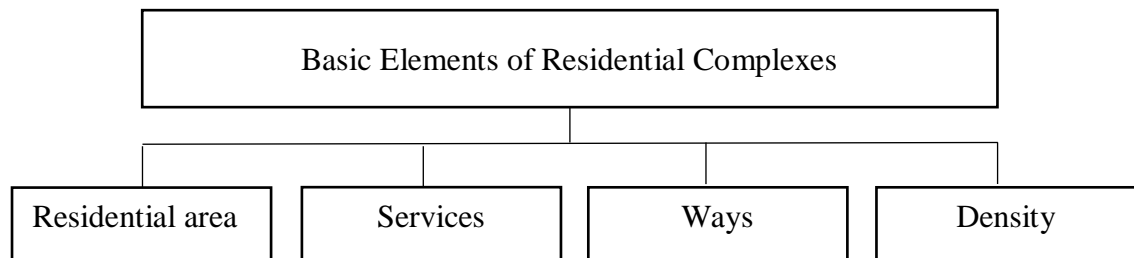 Basic Elements of Residential Complexes
Residential area
Services
Ways
Density